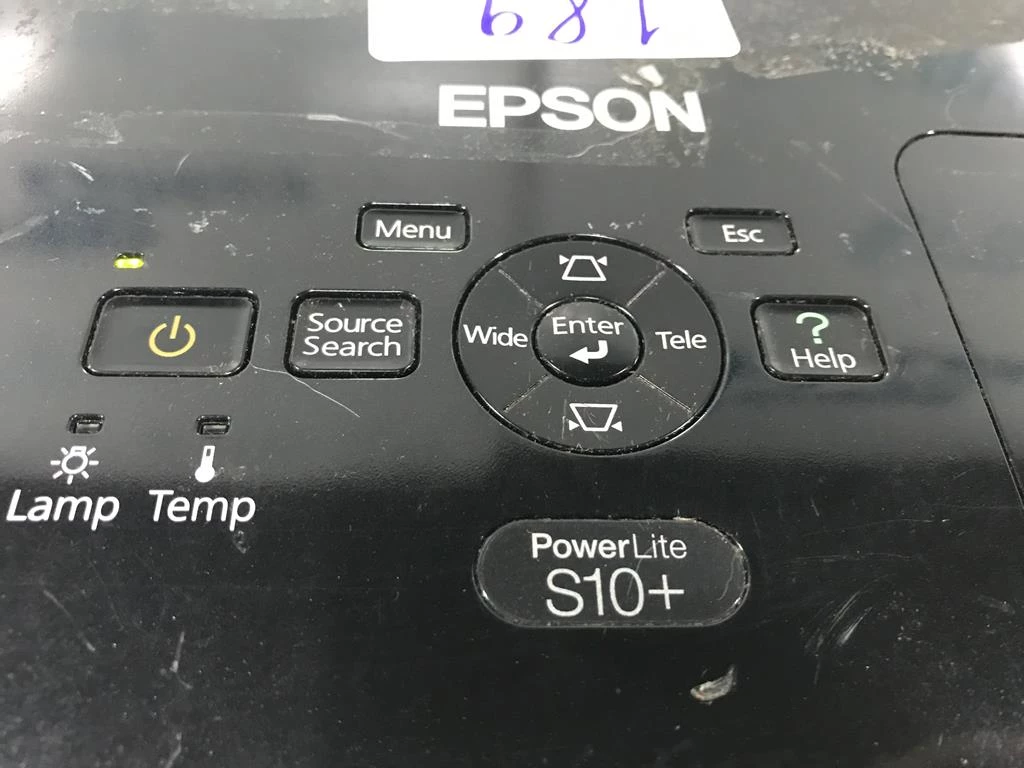 EPSON
Menu
Esc
Source
Search
Wide
Enter
Tele
?
Help
Lamp
Temp
PowerLite
S10+